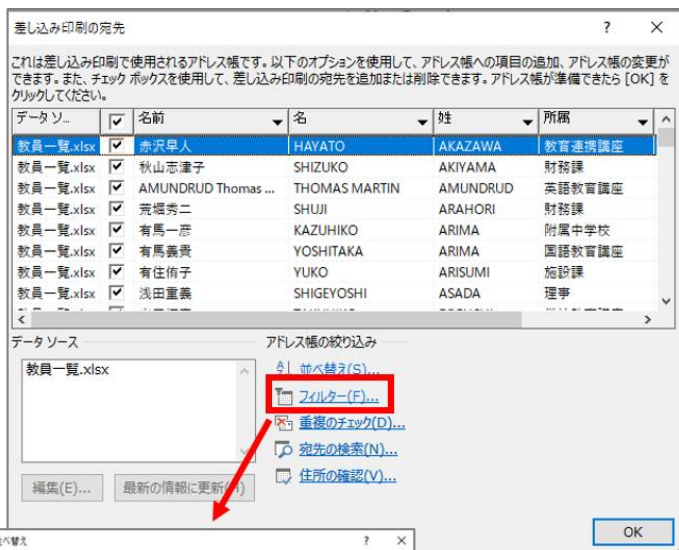 差し込み印刷の宛先 ? ×
これは差し込み印刷で使用されるアドレス帳です。以下のオプションを使用して、アドレス帳への項目の追加、アドレス帳の変更が
できます。また、チェック ボックスを使用して、差し込み印刷の宛先を追加または削除できます。アドレス帳が準備できたら [OK] を
クリックしてください。
データ ソ... 名前 名 姓 所属
教員一覧.xlsx 赤沢早人 HAYATO AKAZAWA 教育連携講座
教員一覧.xlsx 秋山志津子 SHIZUKO AKIYAMA 財務課
教員一覧.xlsx AMUNDRUD Thomas ... THOMAS MARTIN AMUNDRUD 英語教育講座
教員一覧.xlsx 荒堀秀二 SHUJI ARAHORI 財務課
教員一覧.xlsx 有馬一彦 KAZUHIKO ARIMA 附属中学校
教員一覧.xlsx 有馬義貴 YOSHITAKA ARIMA 国語教育講座
教員一覧.xlsx 有住侑子 YUKO ARISUMI 施設課
教員一覧.xlsx 浅田重義 SHIGEYOSHI ASADA 理事
データ ソース アドレス帳の絞り込み
教員一覧.xlsx
並べ替え(S)...
フィルター(F)...
重複のチェック(D)...
宛先の検索(N)...
住所の確認(V)...
編集(E)... 最新の情報に更新
OK
べ替え ? ×